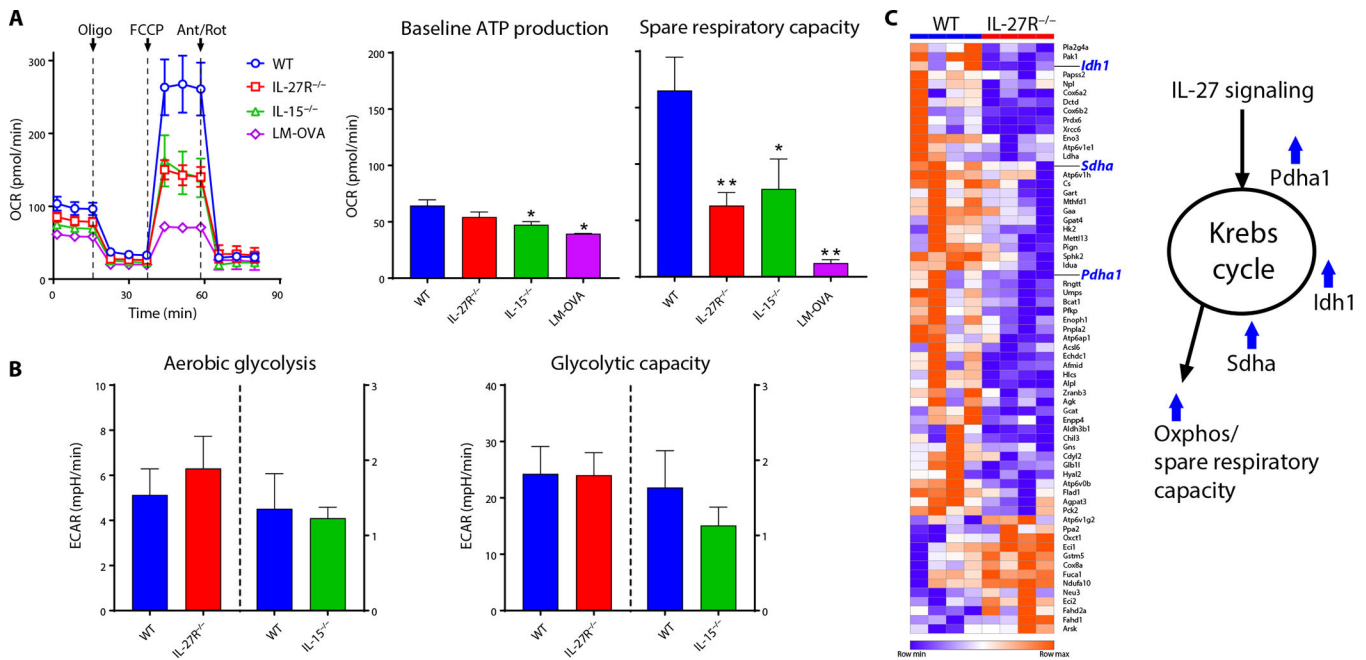 A
Oligo FCCP Ant/Rot
WT
IL-27R−/−
IL-15−/−
LM-OVA
OCR (pmol/min)
300
200
100
0
0 30 60 90
Time (min)
Baseline ATP production
OCR (pmol/min)
200
150
100
50
0
WT IL-27R−/− IL-15−/− LM-OVA
* *
Spare respiratory capacity
WT IL-27R−/− IL-15−/− LM-OVA
** * **
B
Aerobic glycolysis
ECAR (mpH/min)
10
8
6
4
2
0
3
2
1
0
WT IL-27R−/− WT IL-15−/−
Glycolytic capacity
ECAR (mpH/min)
40
30
20
10
0
3
2
1
0
WT IL-27R−/− WT IL-15−/−
C
WT IL-27R−/−
Pla2g4a
Pak1
Idh1
Papss2
Npl
Cox6a2
Dctd
Cox6b2
Prdx6
Xrcc6
Eno3
Atp6v1e1
Ldha
Sdha
Atp6v1h
Cs
Gart
Mthfd1
Gaa
Gpat4
Hk2
Mettl13
Pign
Sphk2
Idua
Pdha1
Rngtt
Umps
Bcat1
Pfkp
Enoph1
Pnpla2
Atp6ap1
Acsl6
Echdc1
Afmid
Hlcs
Alpl
Zranb3
Agk
Gcat
Enpp4
Aldh3b1
Chil3
Gns
Cdyl2
Glb1l
Hyal2
Atp6v0b
Flad1
Agpat3
Pck2
Atp6v1g2
Ppa2
Oxct1
Eci1
Gstm5
Cox8a
Fuca1
Ndufa10
Neu3
Eci2
Fahd2a
Fahd1
Arsk
Row min Row max
IL-27 signaling
Pdha1
Krebs
cycle
Idh1
Sdha
Oxphos/
spare respiratory
capacity